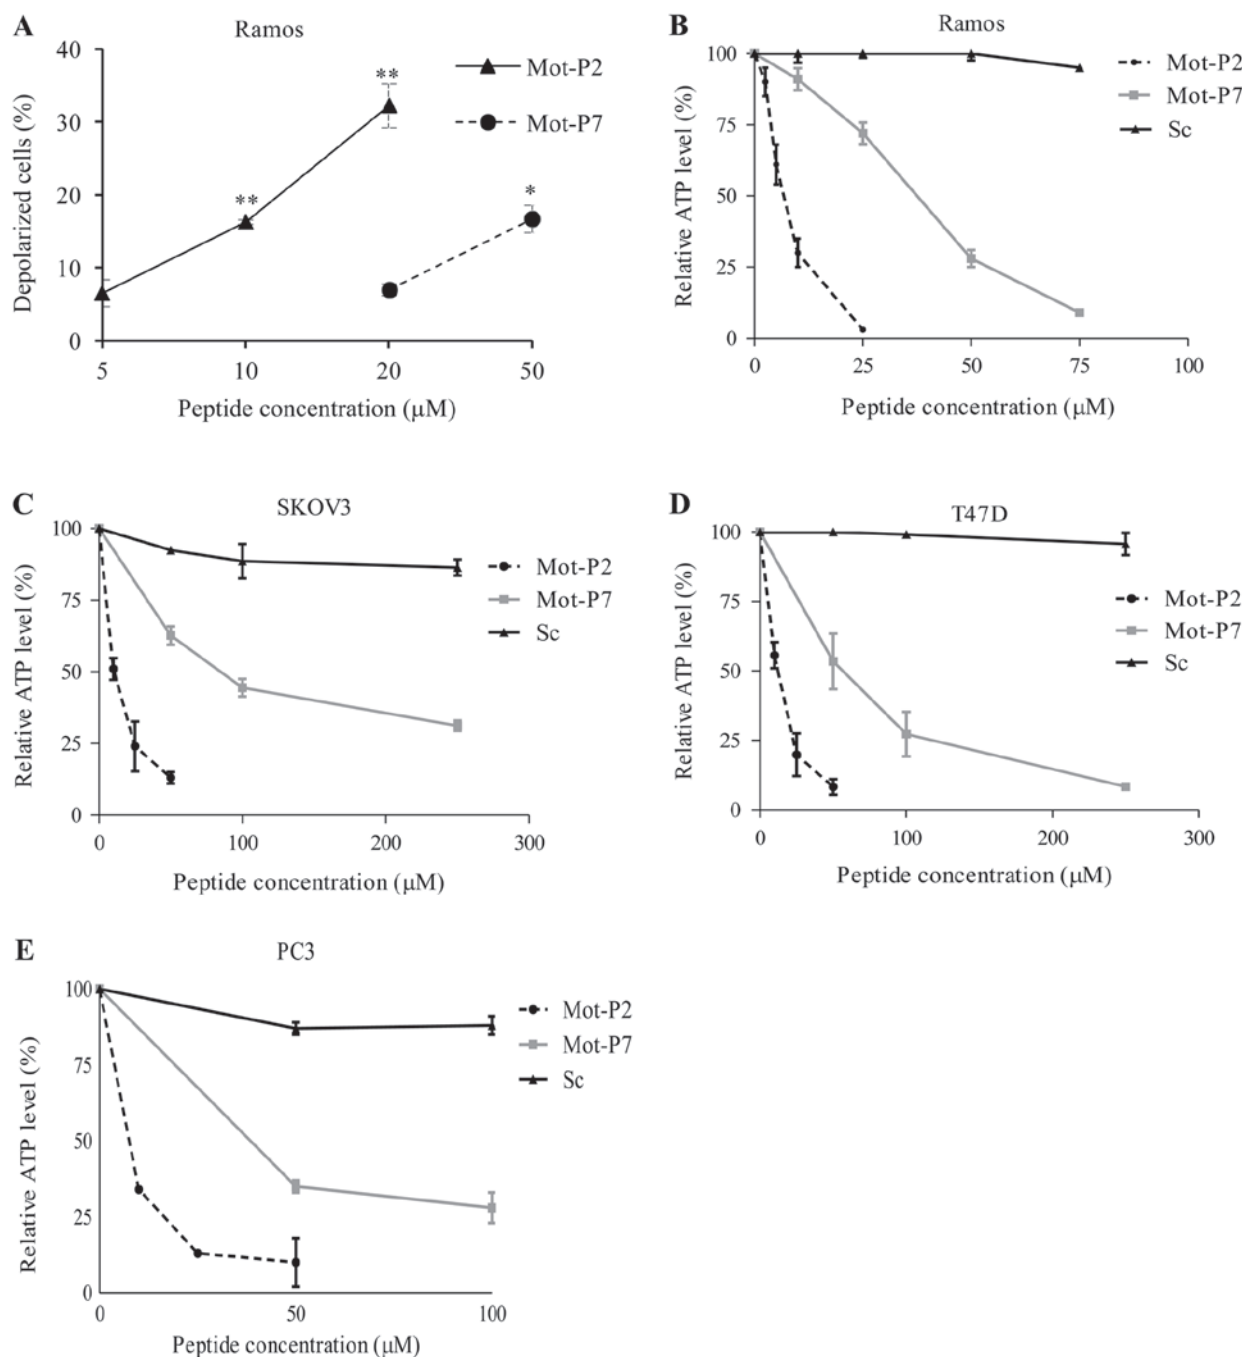 A
Ramos
Depolarized cells (%)
40
30
20
10
0
**
**
*
Mot-P2
Mot-P7
5 10 20 50
Peptide concentration (μM)
B
Ramos
Relative ATP level (%)
100
75
50
25
0
Mot-P2
Mot-P7
Sc
0 25 50 75 100
Peptide concentration (μM)
C
SKOV3
Relative ATP level (%)
100
75
50
25
0
Mot-P2
Mot-P7
Sc
0 100 200 300
Peptide concentration (μM)
D
T47D
Relative ATP level (%)
100
75
50
25
0
Mot-P2
Mot-P7
Sc
0 100 200 300
Peptide concentration (μM)
E
PC3
Relative ATP level (%)
100
75
50
25
0
Mot-P2
Mot-P7
Sc
0 50 100
Peptide concentration (μM)